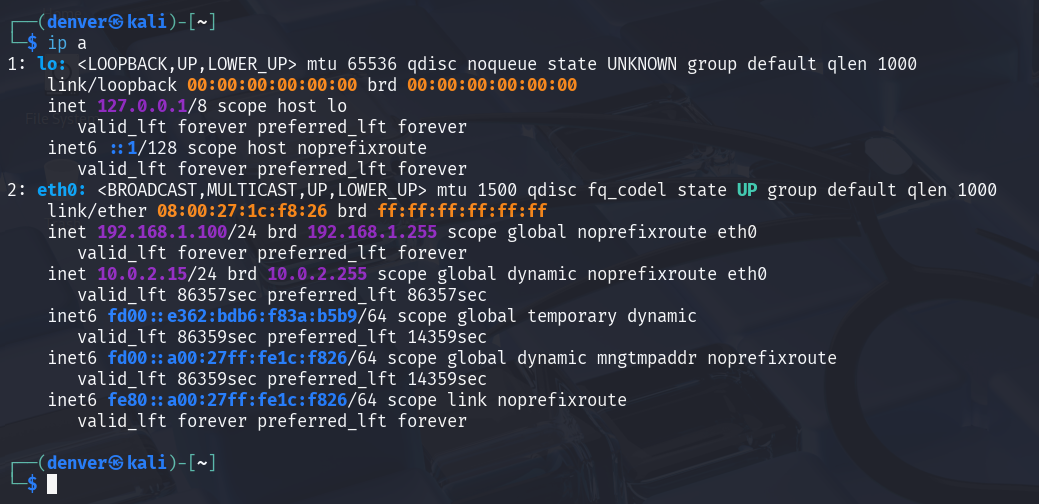 ┌──(denver㉿kali)-[~]
└─$ ip a
1: lo: <LOOPBACK,UP,LOWER_UP> mtu 65536 qdisc noqueue state UNKNOWN group default qlen 1000
    link/loopback 00:00:00:00:00:00 brd 00:00:00:00:00:00
    inet 127.0.0.1/8 scope host lo
       valid_lft forever preferred_lft forever
    inet6 ::1/128 scope host noprefixroute
       valid_lft forever preferred_lft forever
2: eth0: <BROADCAST,MULTICAST,UP,LOWER_UP> mtu 1500 qdisc fq_codel state UP group default qlen 1000
    link/ether 08:00:27:1c:f8:26 brd ff:ff:ff:ff:ff:ff
    inet 192.168.1.100/24 brd 192.168.1.255 scope global noprefixroute eth0
       valid_lft forever preferred_lft forever
    inet 10.0.2.15/24 brd 10.0.2.255 scope global dynamic noprefixroute eth0
       valid_lft 86357sec preferred_lft 86357sec
    inet6 fd00::e362:bdb6:f83a:b5b9/64 scope global temporary dynamic
       valid_lft 86359sec preferred_lft 14359sec
    inet6 fd00::a00:27ff:fe1c:f826/64 scope global dynamic mngtmpaddr noprefixroute
       valid_lft 86359sec preferred_lft 14359sec
    inet6 fe80::a00:27ff:fe1c:f826/64 scope link noprefixroute
       valid_lft forever preferred_lft forever
┌──(denver㉿kali)-[~]
└─$
File System